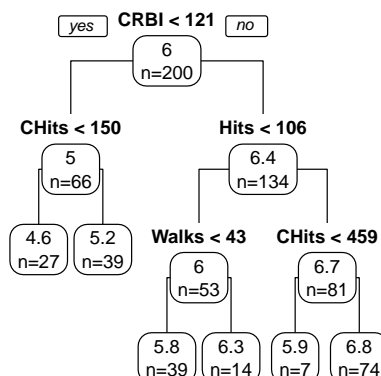 CRBI < 121
yes no
6
n=200
CHits < 150 Hits < 106
5 6.4
n=66 n=134
Walks < 43 CHits < 459
4.6 5.2 6 6.7
n=27 n=39 n=53 n=81
5.8 6.3 5.9 6.8
n=39 n=14 n=7 n=74